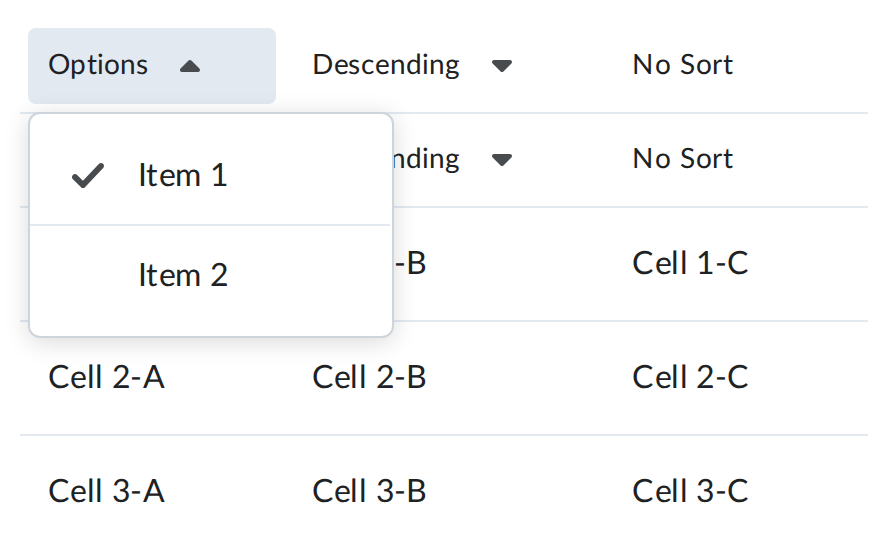 Options Descending No Sort
nding No Sort
Item 1
-B Cell 1-C
Item 2
Cell 2-A Cell 2-B Cell 2-C
Cell 3-A Cell 3-B Cell 3-C